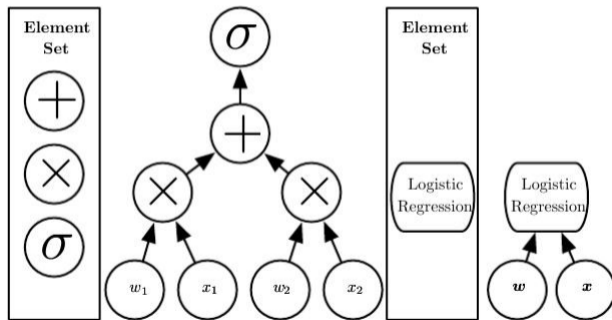 Element
Set
+
×
σ
σ
+
×
×
w₁
x₁
w₂
x₂
Element
Set
Logistic
Regression
Logistic
Regression
w
x